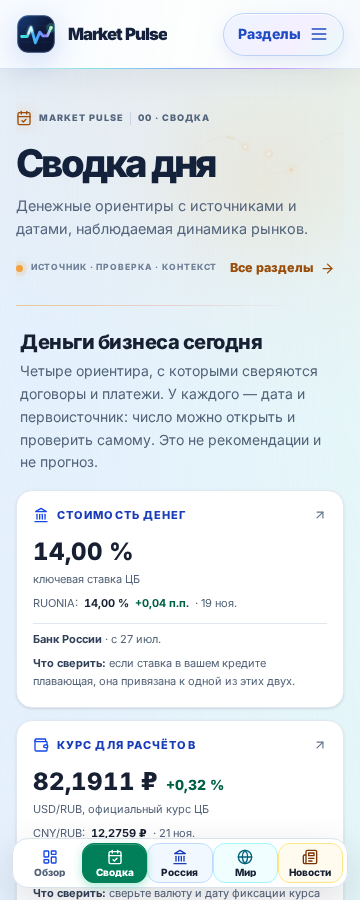 Market Pulse
Разделы
MARKET PULSE | 00 · СВОДКА
Сводка дня
Денежные ориентиры с источниками и
датами, наблюдаемая динамика рынков.
ИСТОЧНИК · ПРОВЕРКА · КОНТЕКСТ
Все разделы →
Деньги бизнеса сегодня
Четыре ориентира, с которыми сверяются
договоры и платежи. У каждого — дата и
первоисточник: число можно открыть и
проверить самому. Это не рекомендации и
не прогноз.
СТОИМОСТЬ ДЕНЕГ
14,00 %
ключевая ставка ЦБ
RUONIA: 14,00 % +0,04 п.п. · 19 ноя.
Банк России · с 27 июл.
Что сверить: если ставка в вашем кредите
плавающая, она привязана к одной из этих двух.
КУРС ДЛЯ РАСЧЁТОВ
82,1911 ₽ +0,32 %
USD/RUB, официальный курс ЦБ
CNY/RUB: 12,2759 ₽ · 21 ноя.
Обзор
Сводка
Россия
Мир
Новости
Что сверить: сверьте валюту и дату фиксации курса